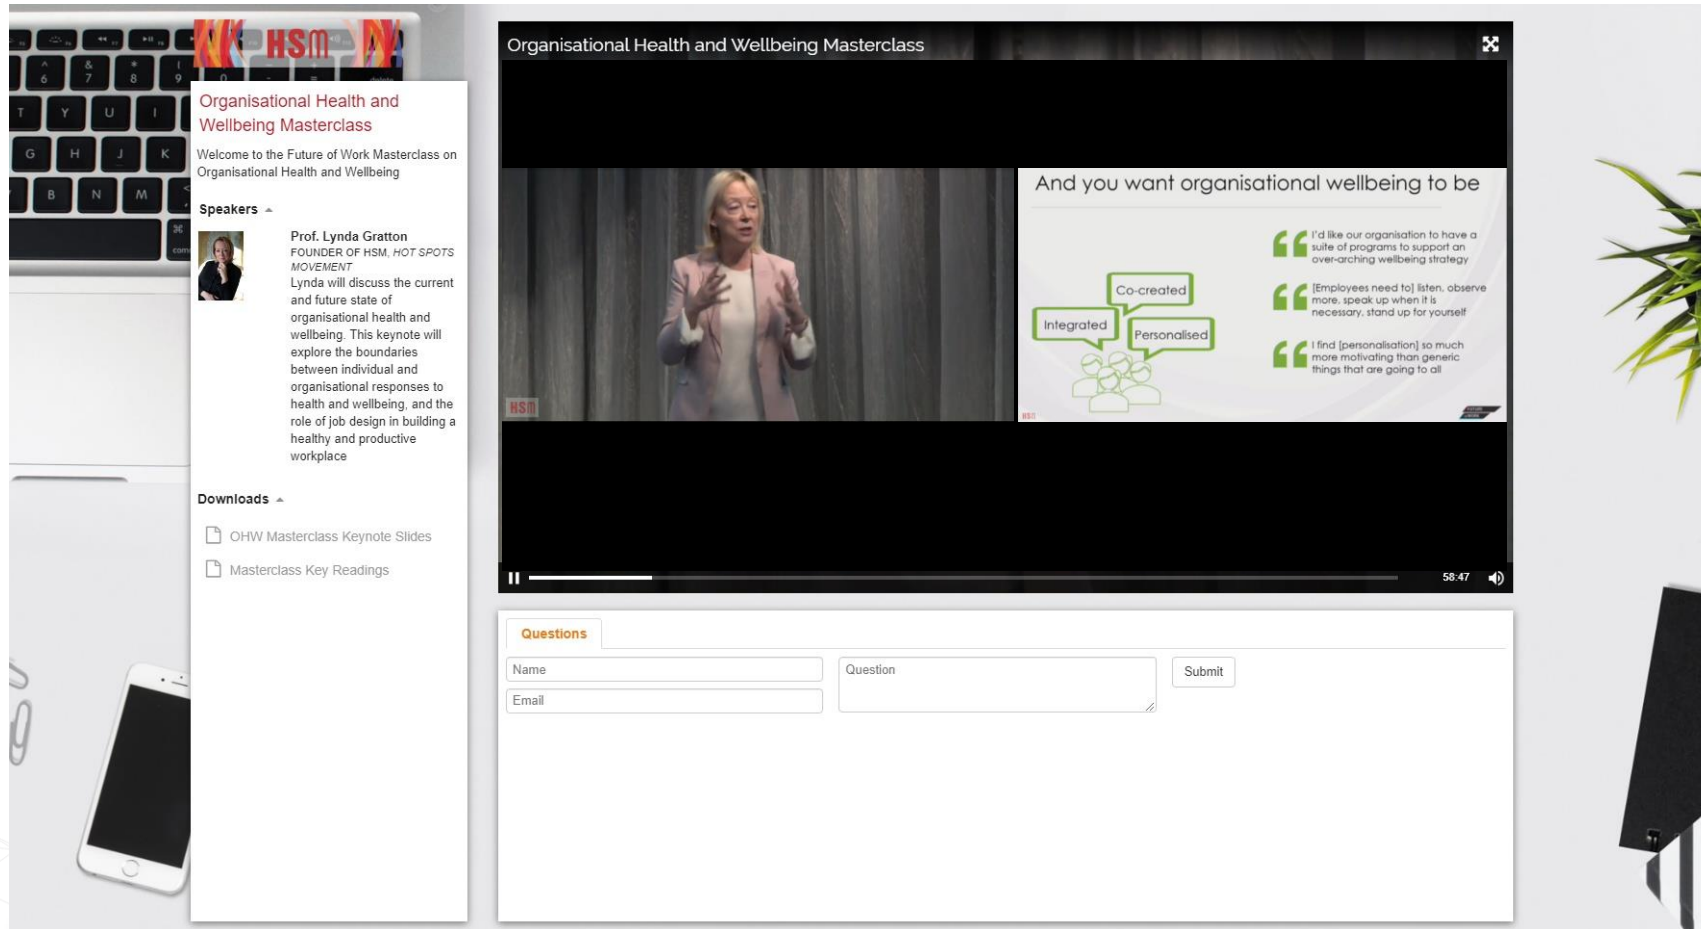 HSM
Organisational Health and
Wellbeing Masterclass
Welcome to the Future of Work Masterclass on
Organisational Health and Wellbeing
Speakers
Prof. Lynda Gratton
FOUNDER OF HSM, HOT SPOTS
MOVEMENT
Lynda will discuss the current
and future state of
organisational health and
wellbeing. This keynote will
explore the boundaries
between individual and
organisational responses to
health and wellbeing, and the
role of job design in building a
healthy and productive
workplace
Downloads
OHW Masterclass Keynote Slides
Masterclass Key Readings
Organisational Health and Wellbeing Masterclass
HSM
And you want organisational wellbeing to be
Co-created
Integrated
Personalised
I'd like our organisation to have a
suite of programs to support an
over-arching wellbeing strategy
[Employees need to] listen, observe
more, speak up when it is
necessary, stand up for yourself
I find [personalisation] so much
more motivating than generic
things that are going to all
HSM
58:47
Questions
Name
Email
Question
Submit
6 7 8 9 0
T Y U I
G H J K
B N M